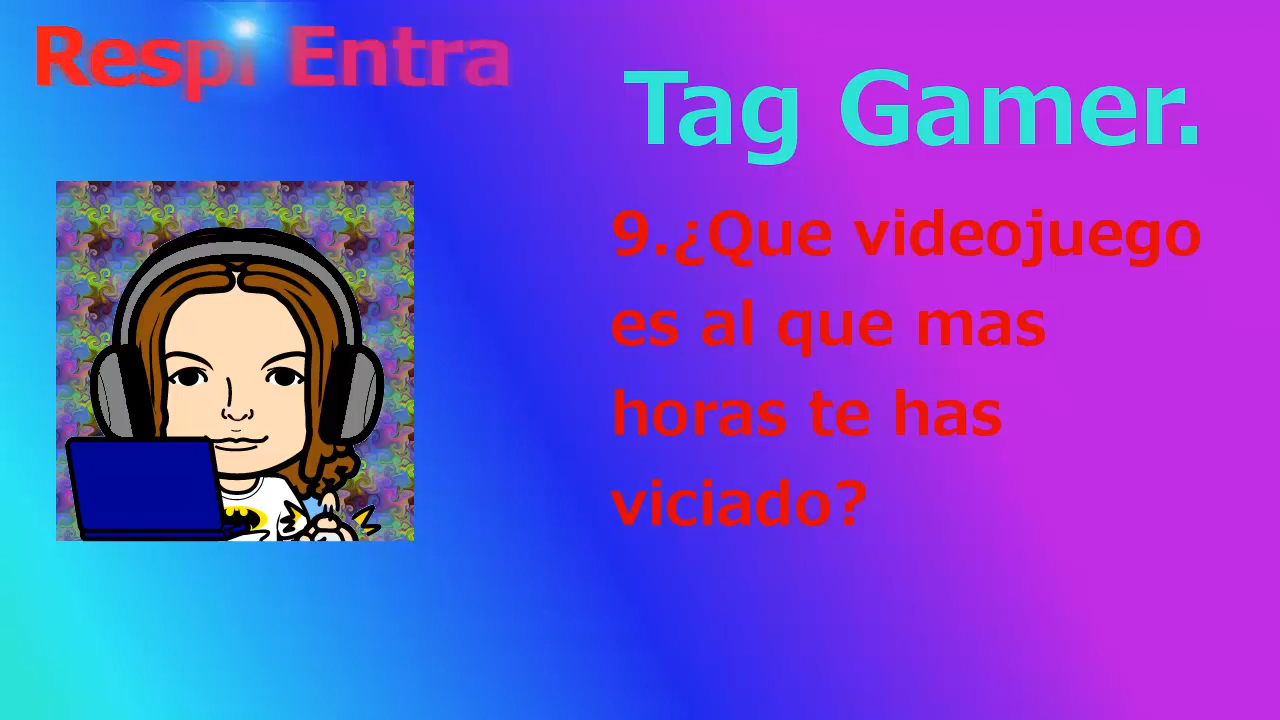 Respi Entra
Tag Gamer.
9.¿Que videojuego
es al que mas
horas te has
viciado?